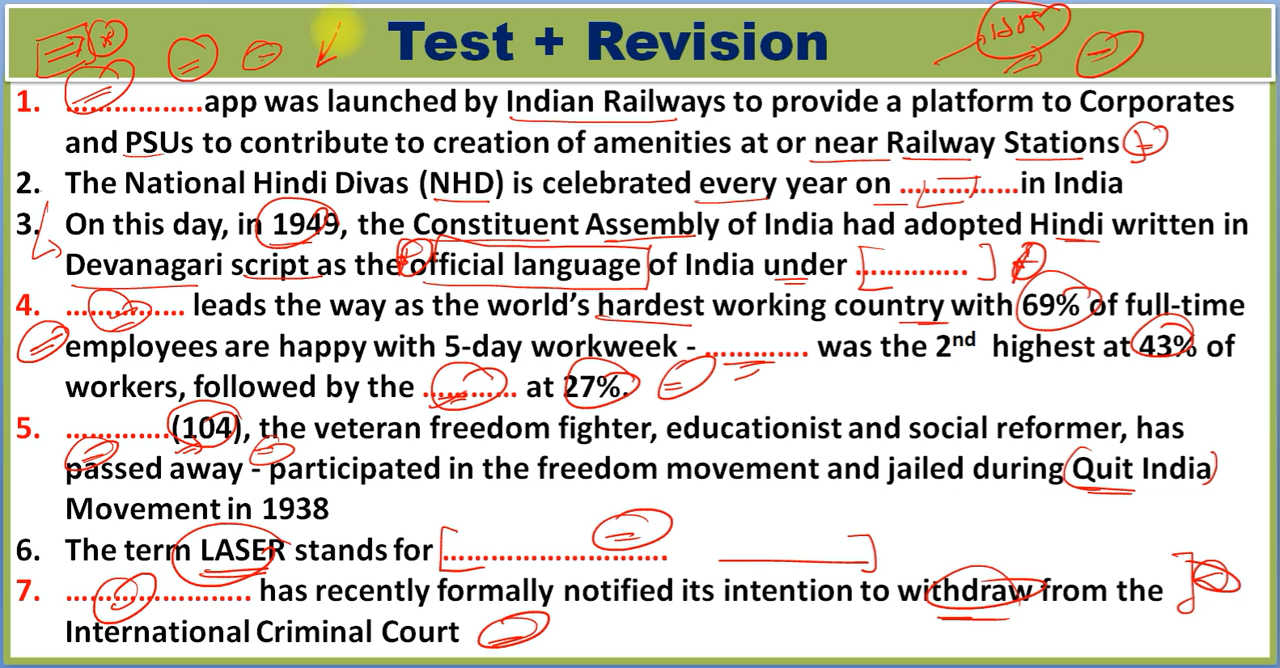 Test + Revision
1. ................app was launched by Indian Railways to provide a platform to Corporates
and PSUs to contribute to creation of amenities at or near Railway Stations
2. The National Hindi Divas (NHD) is celebrated every year on ..............in India
3. On this day, in 1949, the Constituent Assembly of India had adopted Hindi written in
Devanagari script as the official language of India under ..............
4. .............. leads the way as the world's hardest working country with 69% of full-time
employees are happy with 5-day workweek - ............ was the 2nd highest at 43% of
workers, followed by the ........... at 27%.
5. .............(104), the veteran freedom fighter, educationist and social reformer, has
passed away - participated in the freedom movement and jailed during Quit India
Movement in 1938
6. The term LASER stands for ............................
7. ....................... has recently formally notified its intention to withdraw from the
International Criminal Court